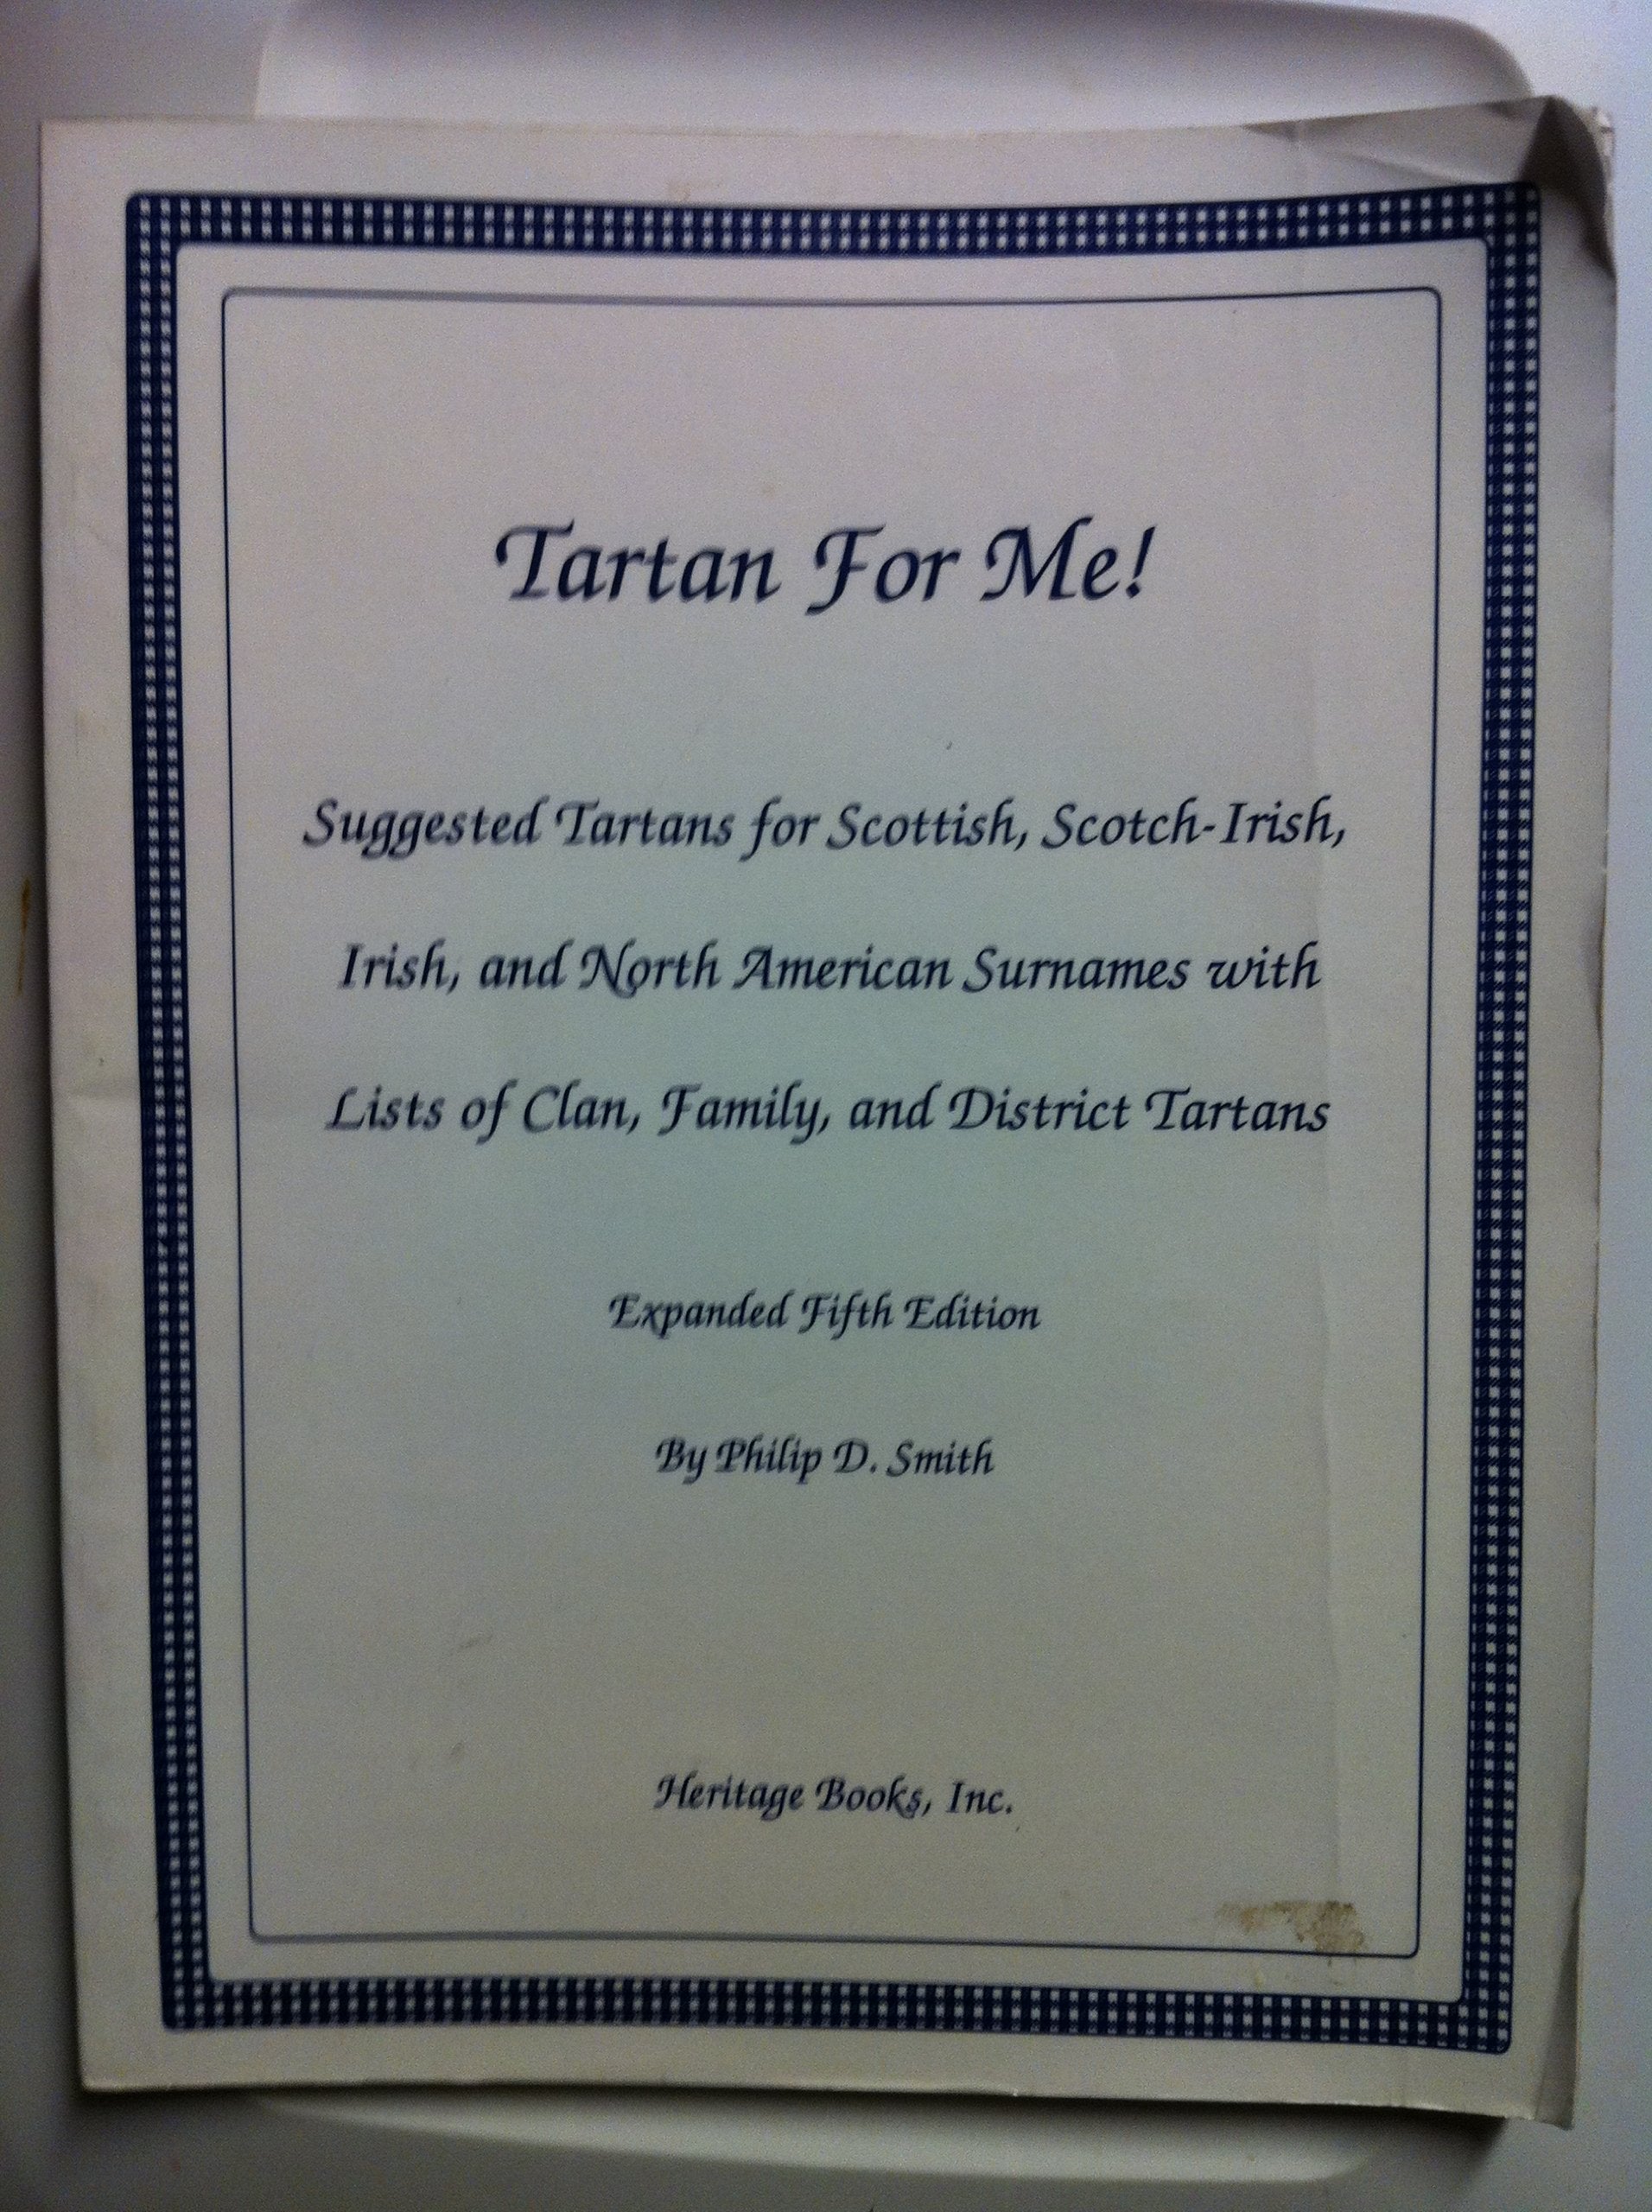 Tartan For Me!
Suggested Tartans for Scottish, Scotch-Irish,
Irish, and North American Surnames with
Lists of Clan, Family, and District Tartans
Expanded Fifth Edition
By Philip D. Smith
Heritage Books, Inc.